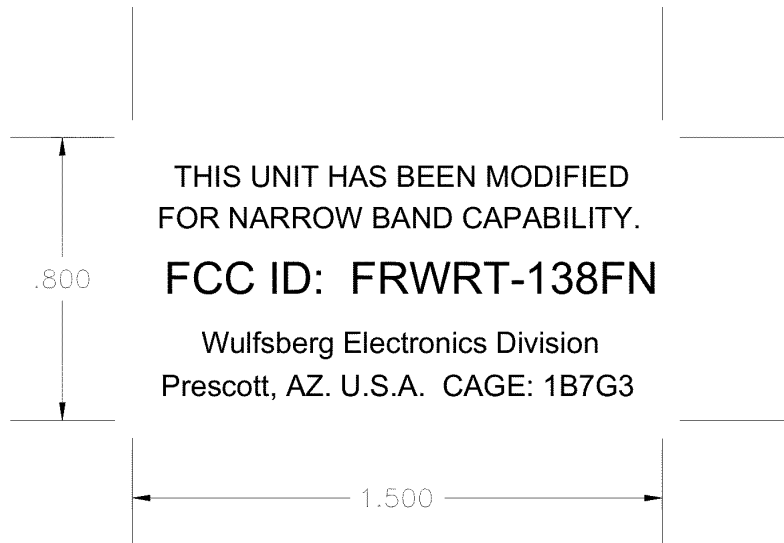 THIS UNIT HAS BEEN MODIFIED
FOR NARROW BAND CAPABILITY.
.800
FCC ID: FRWRT-138FN
Wulfsberg Electronics Division
Prescott, AZ. U.S.A. CAGE: 1B7G3
1.500